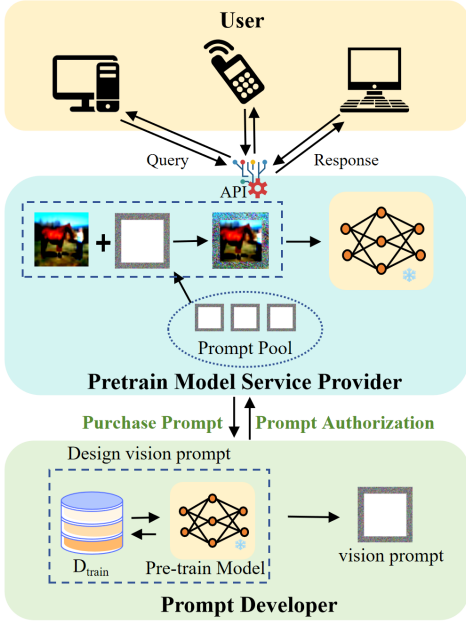 User
Query
Response
API
+
Prompt Pool
Pretrain Model Service Provider
Purchase Prompt
Prompt Authorization
Design vision prompt
D_train
Pre-train Model
vision prompt
Prompt Developer